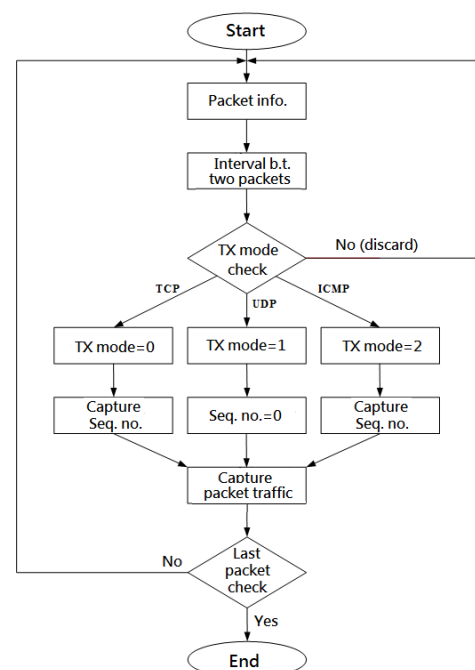 Start
Packet info.
Interval b.t.
two packets
TX mode
check
No (discard)
TCP
UDP
ICMP
TX mode=0
TX mode=1
TX mode=2
Capture
Seq. no.
Seq. no.=0
Capture
Seq. no.
Capture
packet traffic
Last
packet
check
No
Yes
End